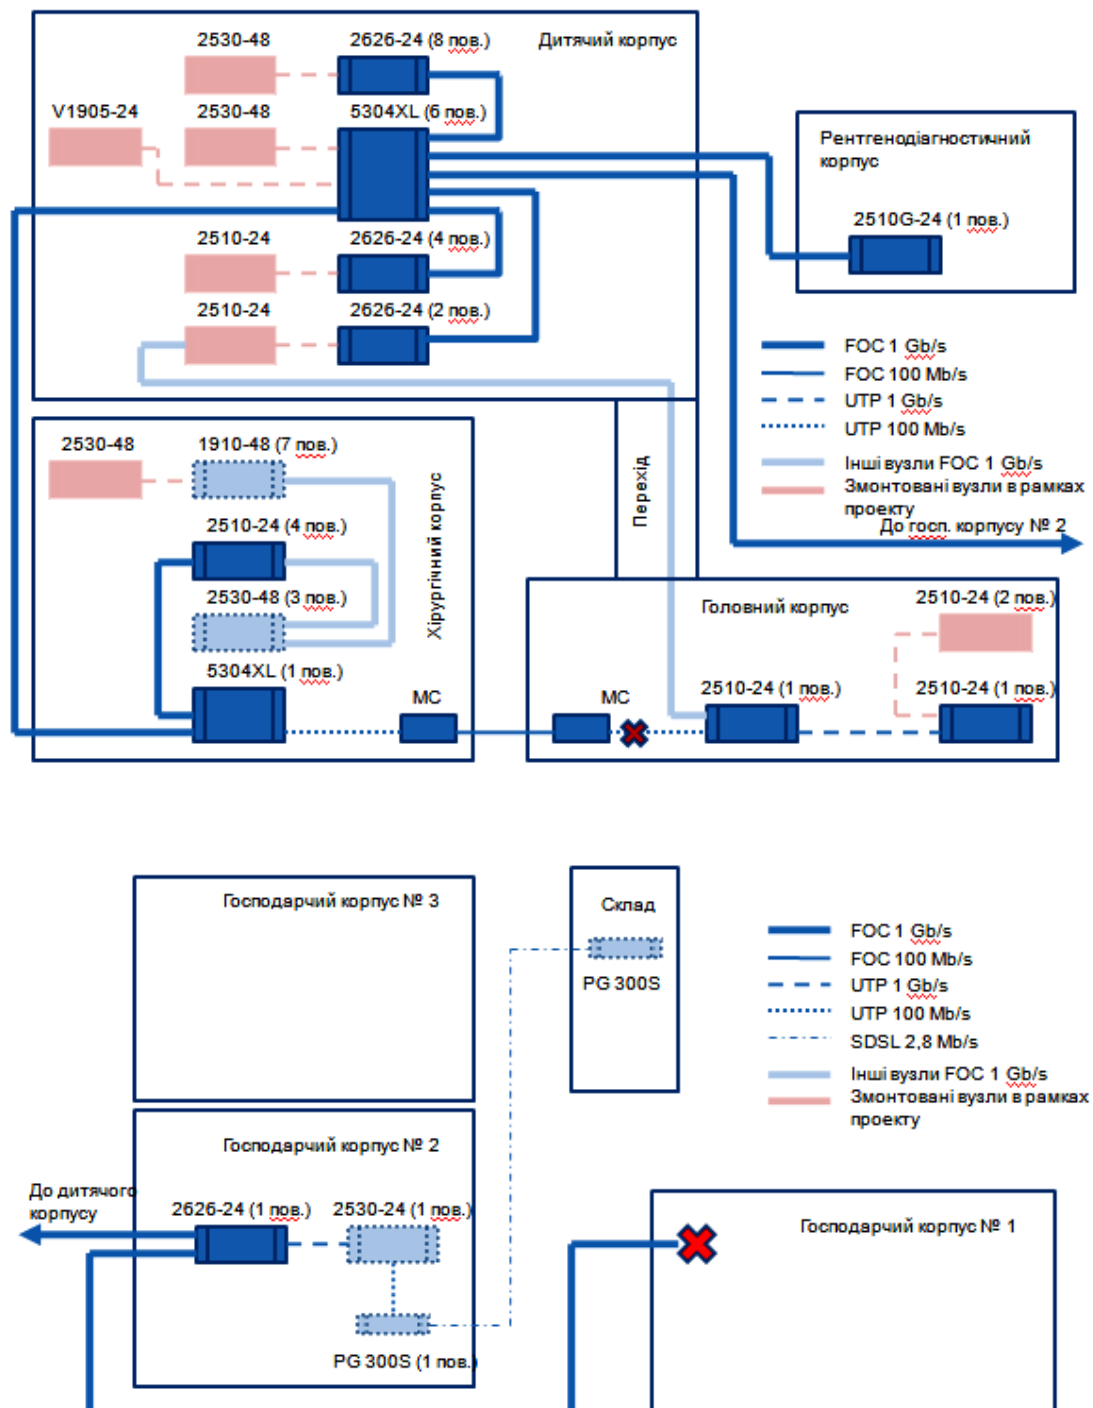 2530-48
2626-24 (8 пов.)
Дитячий корпус
V1905-24
2530-48
5304XL (6 пов.)
Рентгенодіагностичний
корпус
2510G-24 (1 пов.)
2510-24
2626-24 (4 пов.)
2510-24
2626-24 (2 пов.)
FOC 1 Gb/s
FOC 100 Mb/s
UTP 1 Gb/s
UTP 100 Mb/s
Інші вузли FOC 1 Gb/s
Змонтовані вузли в рамках
проекту
До госп. корпусу № 2
Перехід
2530-48
1910-48 (7 пов.)
Хірургічний корпус
2510-24 (4 пов.)
2530-48 (3 пов.)
5304XL (1 пов.)
МС
Головний корпус
2510-24 (2 пов.)
МС
2510-24 (1 пов.)
2510-24 (1 пов.)
Господарчий корпус № 3
Склад
PG 300S
FOC 1 Gb/s
FOC 100 Mb/s
UTP 1 Gb/s
UTP 100 Mb/s
SDSL 2,8 Mb/s
Інші вузли FOC 1 Gb/s
Змонтовані вузли в рамках
проекту
Господарчий корпус № 2
До дитячого
корпусу
2626-24 (1 пов.)
2530-24 (1 пов.)
PG 300S (1 пов.)
Господарчий корпус № 1